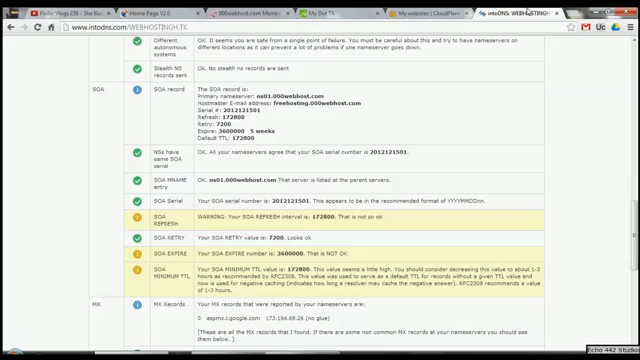 Pavlo Vlogs 238 - Site Ba
Home Page V2.0
000webhost.com Mem
My Dot TK
My websites | CloudFlar
intoDNS: WEBHOSTINGH.TK
www.intodns.com/WEBHOSTINGH.TK
Different autonomous systems
OK. It seems you are safe from a single point of failure. You must be careful about this and try to have nameservers on different locations as it can prevent a lot of problems if one nameserver goes down.
Stealth NS records sent
Ok. No stealth ns records are sent
SOA
SOA record
The SOA record is:
Primary nameserver: ns01.000webhost.com
Hostmaster E-mail address: freehosting.000webhost.com
Serial #: 2012121501
Refresh: 172800
Retry: 7200
Expire: 3600000 5 weeks
Default TTL: 172800
NSs have same SOA serial
OK. All your nameservers agree that your SOA serial number is 2012121501.
SOA MNAME entry
OK. ns01.000webhost.com That server is listed at the parent servers.
SOA Serial
Your SOA serial number is: 2012121501. This appears to be in the recommended format of YYYYMMDDnn.
SOA REFRESH
WARNING: Your SOA REFRESH interval is: 172800. That is not so ok
SOA RETRY
Your SOA RETRY value is: 7200. Looks ok
SOA EXPIRE
Your SOA EXPIRE number is: 3600000. That is NOT OK
SOA MINIMUM TTL
Your SOA MINIMUM TTL value is: 172800. This value seems a little high. You should consider decreasing this value to about 1-3 hours as recommended by RFC2308. This value was used to serve as a default TTL for records without a given TTL value and now is used for negative caching (indicates how long a resolver may cache the negative answer). RFC2308 recommends a value of 1-3 hours.
MX
MX Records
Your MX records that were reported by your nameservers are:
0 aspmx.l.google.com 173.194.69.26 (no glue)
[These are all the MX records that I found. If there are some non common MX records at your nameservers you should see them below. ]
Echo 442 Studios